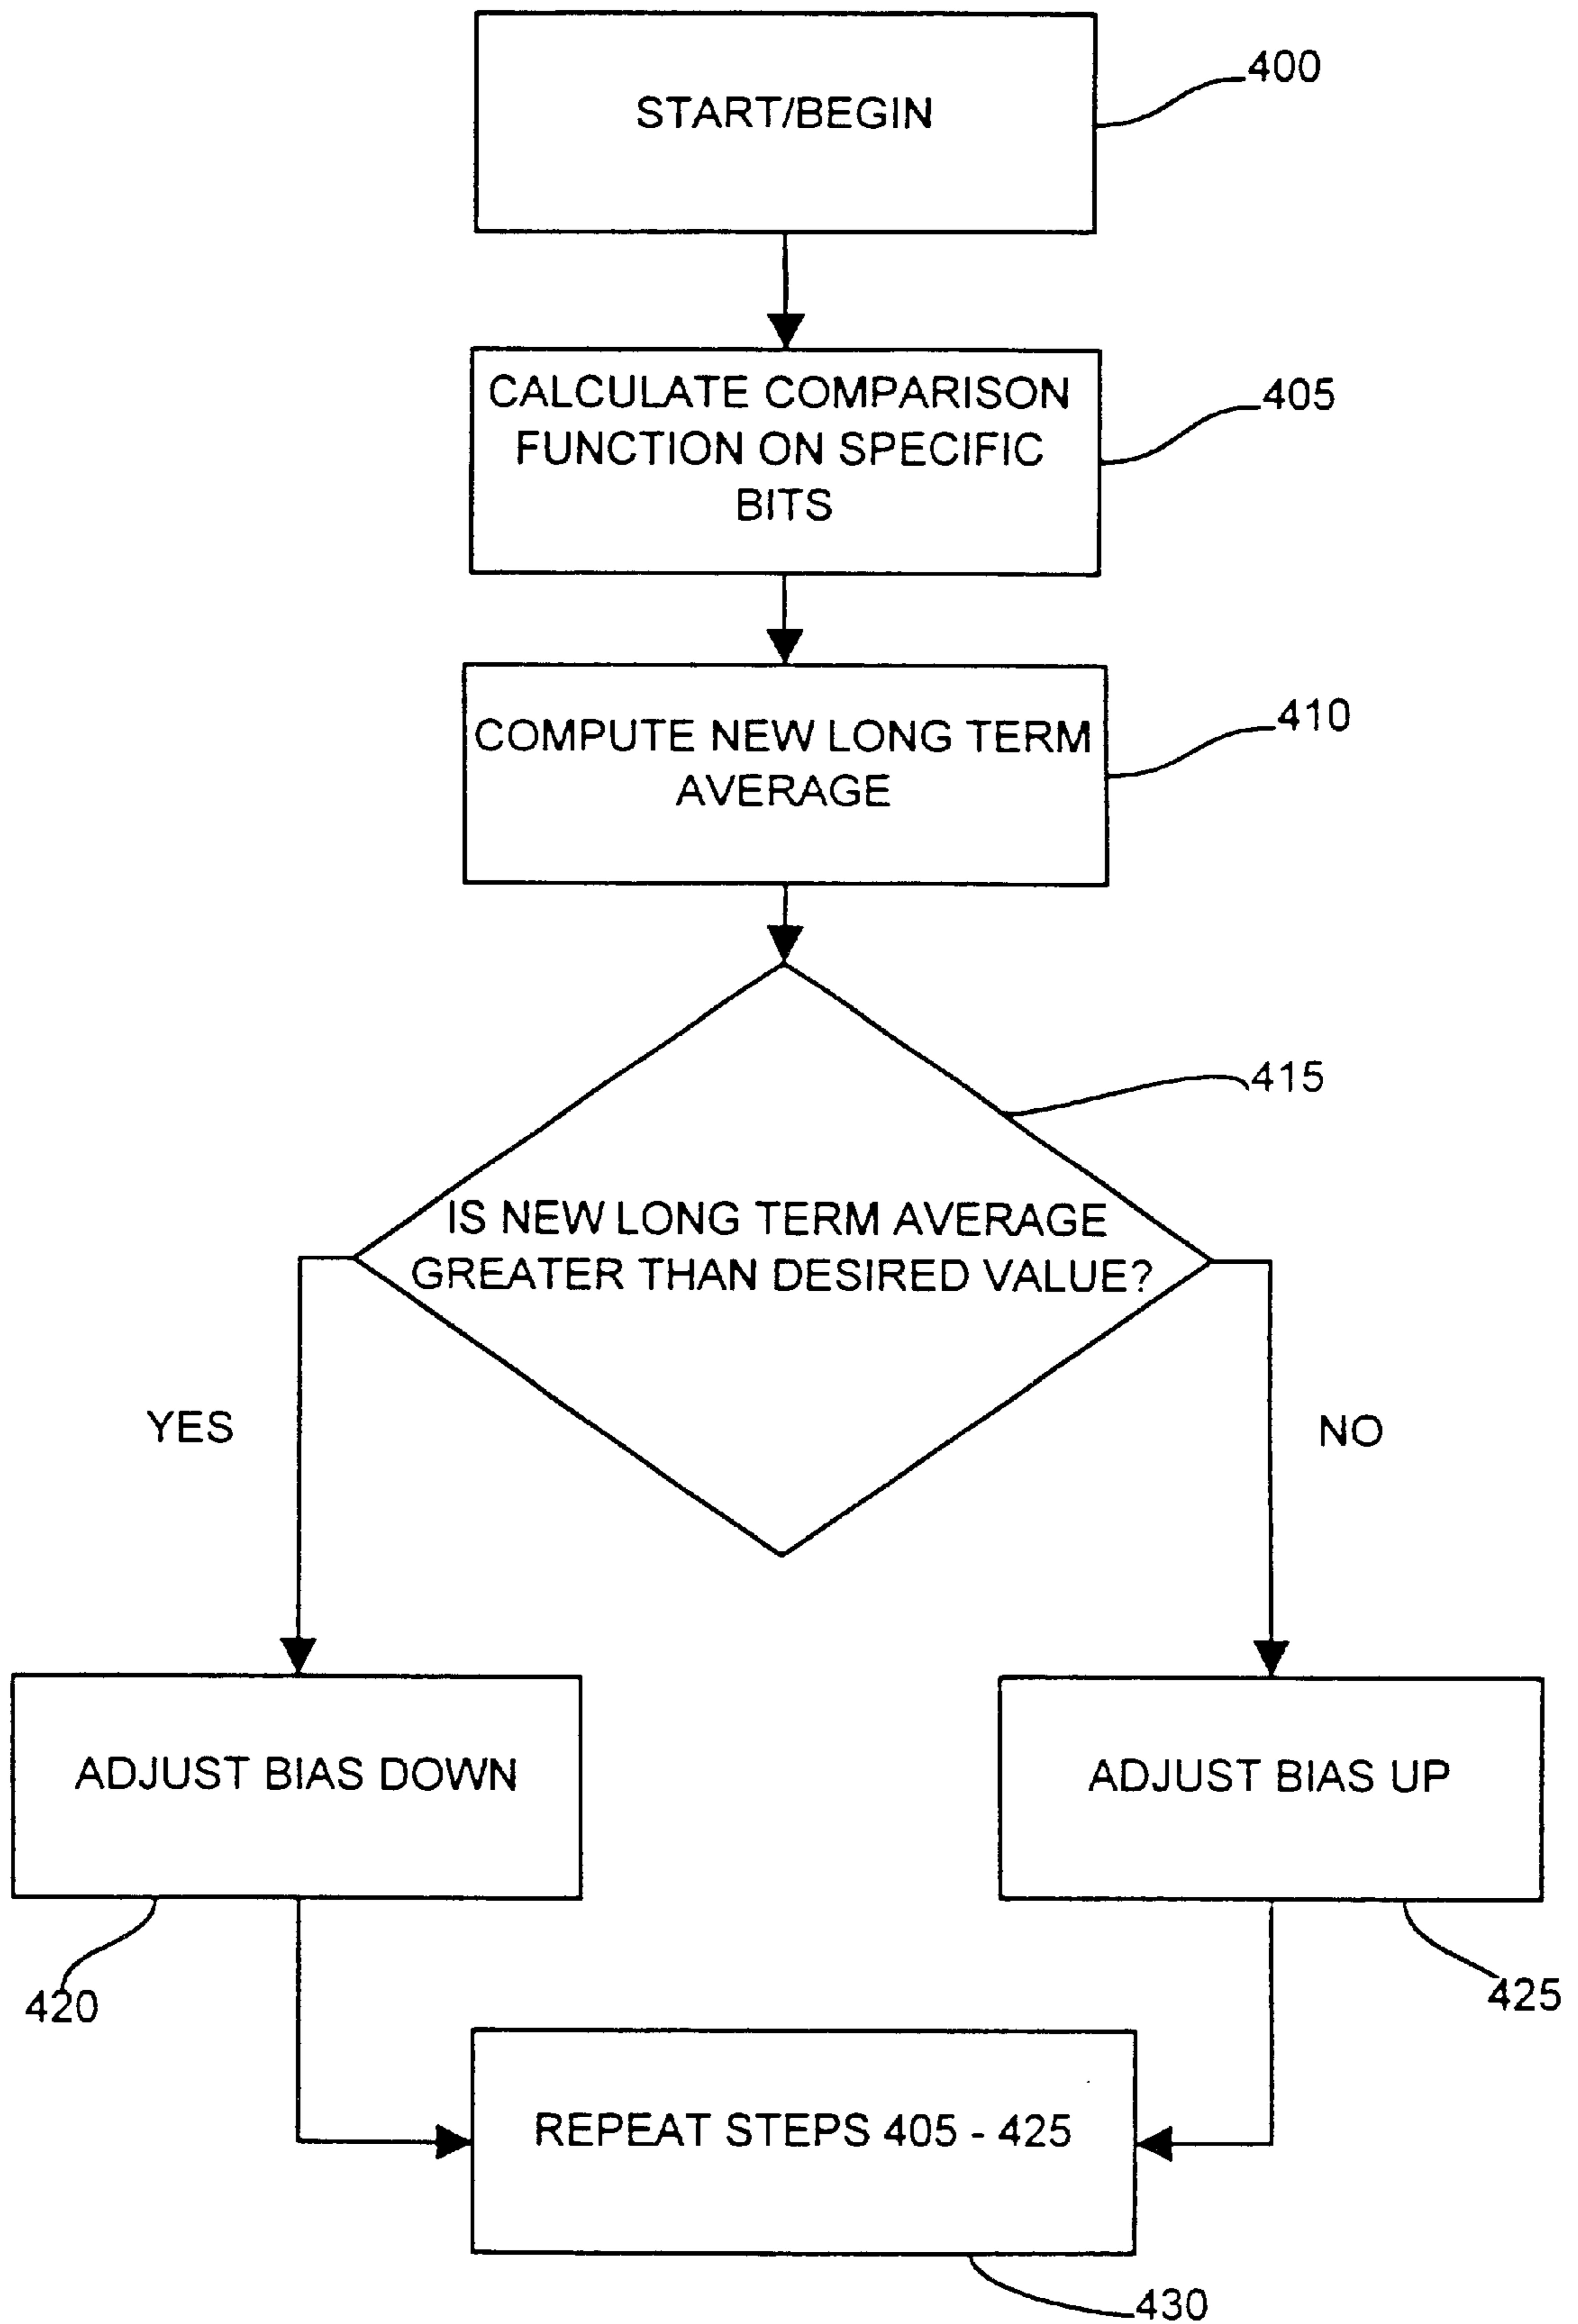 START/BEGIN
400
CALCULATE COMPARISON
FUNCTION ON SPECIFIC
BITS
405
COMPUTE NEW LONG TERM
AVERAGE
410
415
IS NEW LONG TERM AVERAGE
GREATER THAN DESIRED VALUE?
YES
NO
ADJUST BIAS DOWN
ADJUST BIAS UP
420
425
REPEAT STEPS 405 - 425
430